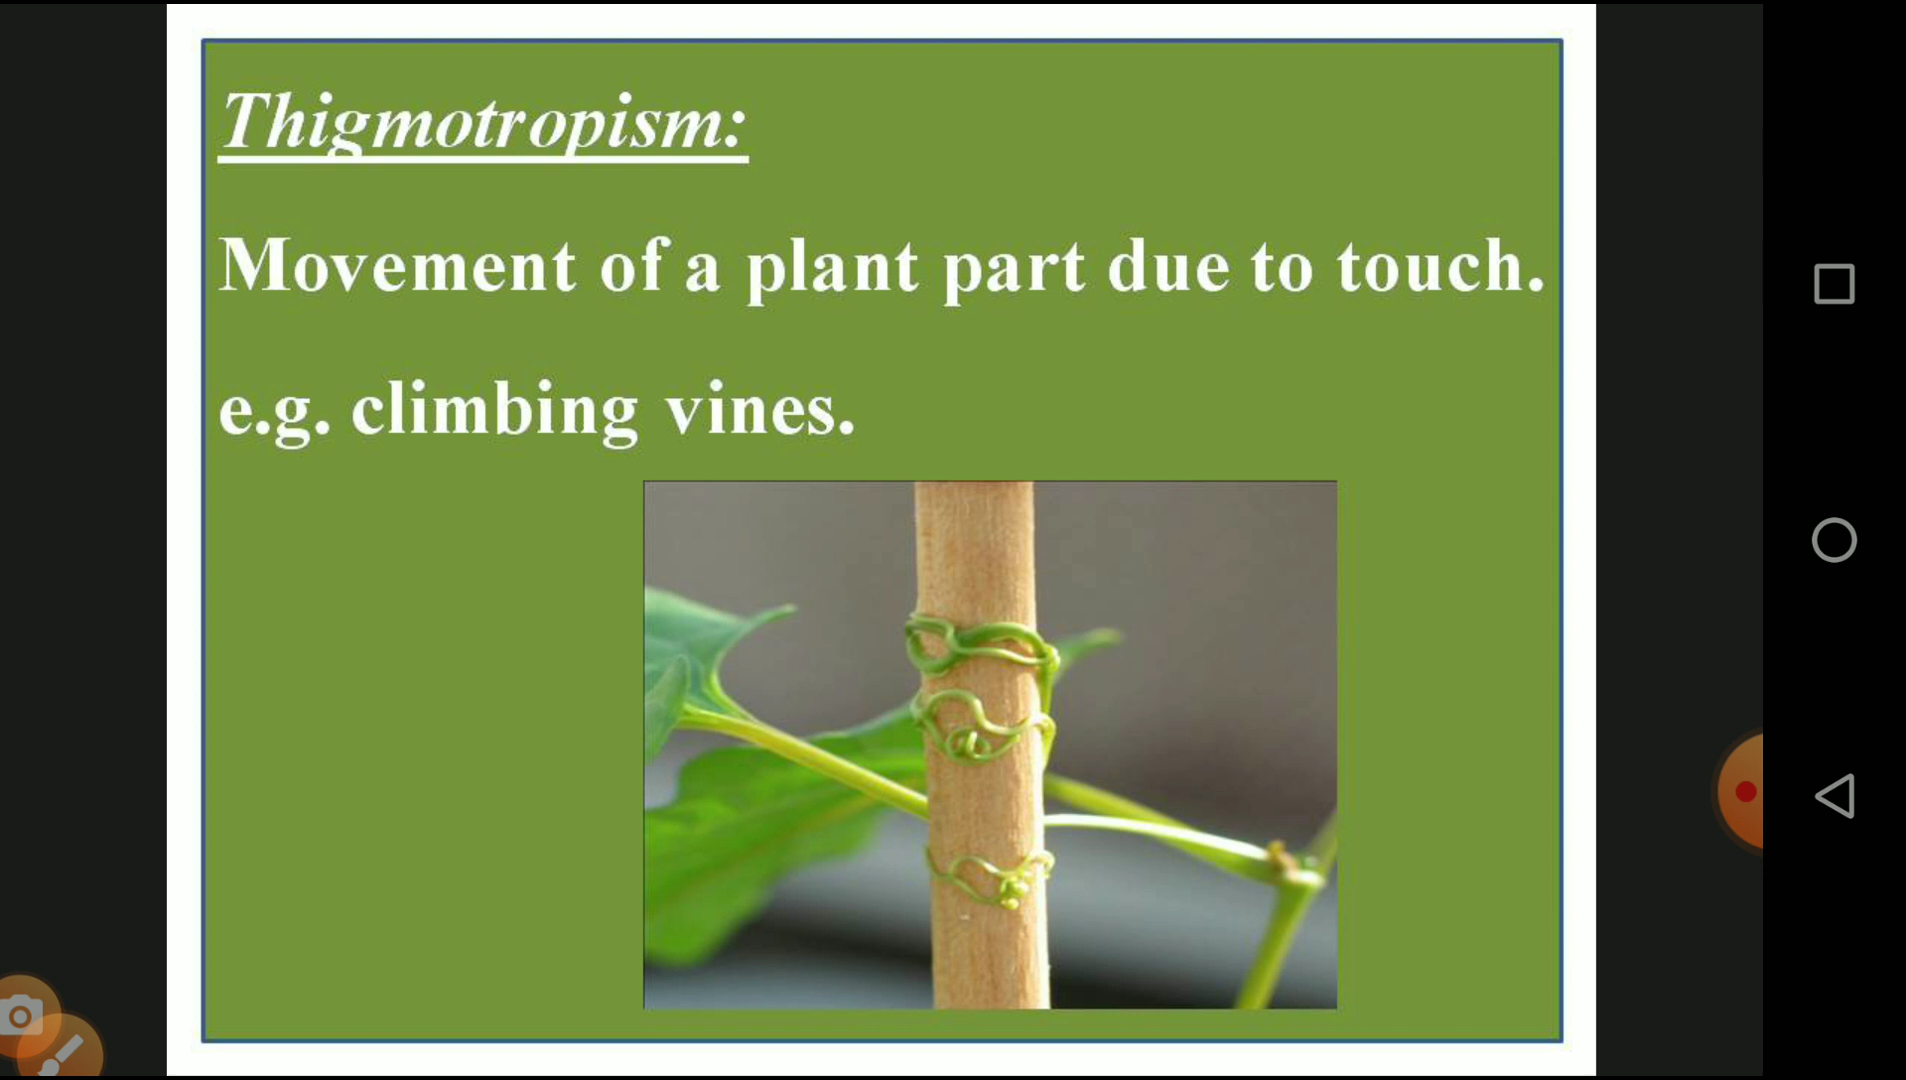 Thigmotropism:
Movement of a plant part due to touch.
e.g. climbing vines.